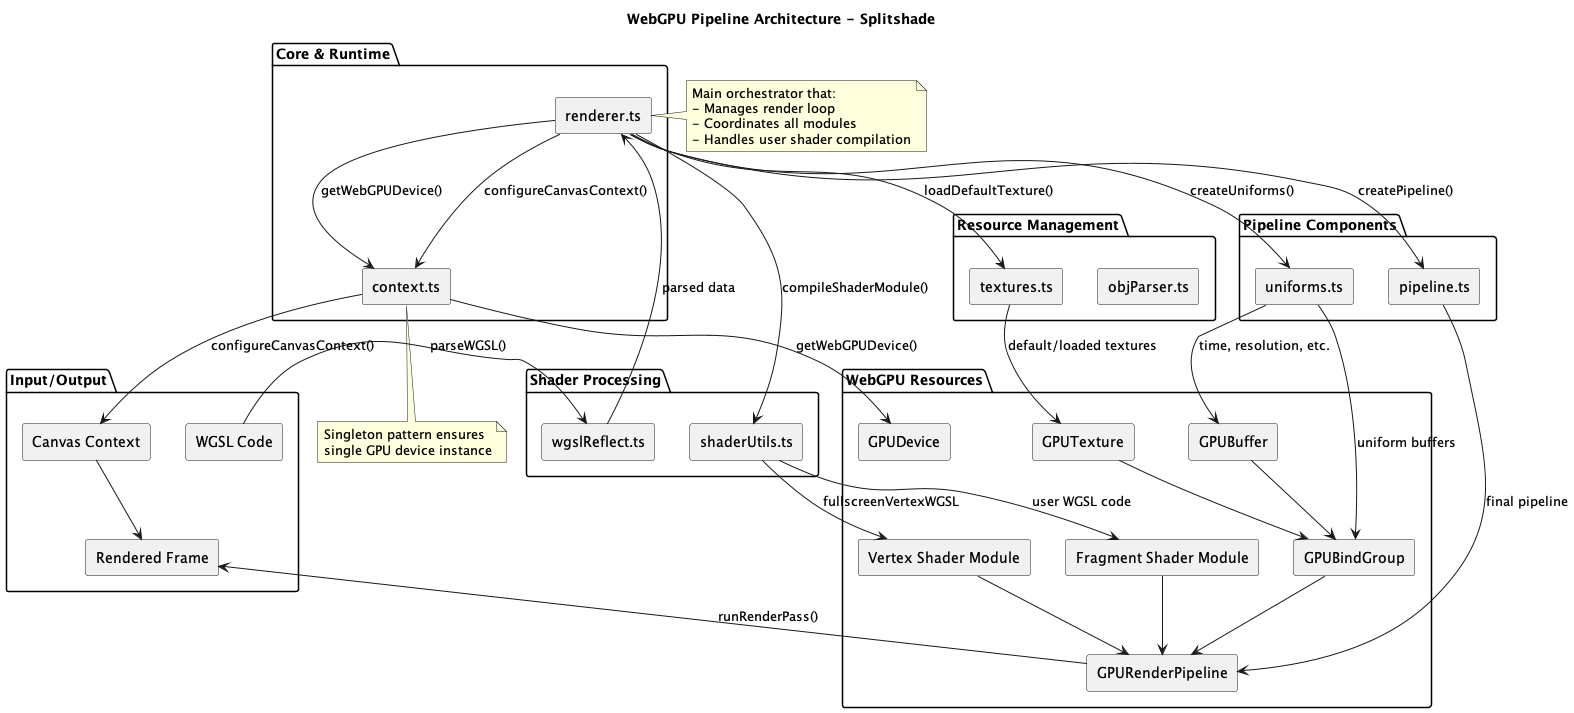 WebGPU Pipeline Architecture - Splitshade
Core & Runtime
renderer.ts
Main orchestrator that:
- Manages render loop
- Coordinates all modules
- Handles user shader compilation
getWebGPUDevice()
configureCanvasContext()
loadDefaultTexture()
createUniforms()
createPipeline()
Resource Management
Pipeline Components
context.ts
parsed data
compileShaderModule()
textures.ts
objParser.ts
uniforms.ts
pipeline.ts
configureCanvasContext()
parseWGSL()
getWebGPUDevice()
default/loaded textures
time, resolution, etc.
Input/Output
Shader Processing
WebGPU Resources
Canvas Context
WGSL Code
Singleton pattern ensures
single GPU device instance
wgslReflect.ts
shaderUtils.ts
GPUDevice
GPUTexture
GPUBuffer
uniform buffers
fullscreenVertexWGSL
user WGSL code
final pipeline
Rendered Frame
Vertex Shader Module
Fragment Shader Module
GPUBindGroup
runRenderPass()
GPURenderPipeline